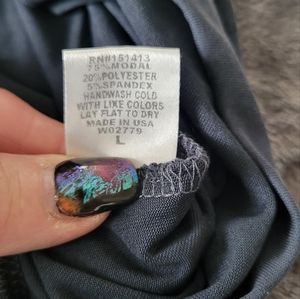 RN#151413
75%MODAL
20%POLYESTER
5%SPANDEX
HANDWASH COLD
WITH LIKE COLORS
LAY FLAT TO DRY
MADE IN USA
W02779
L